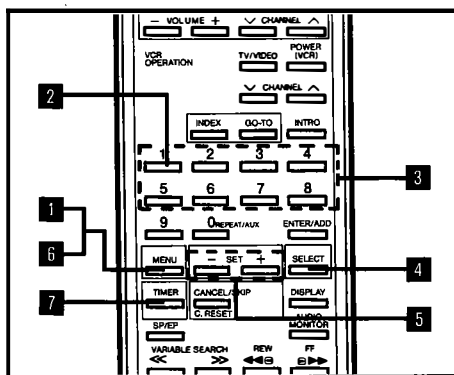 − VOLUME + ∨ CHANNEL ∧
VCR
OPERATION
TV/VIDEO
POWER
(VCR)
∨ CHANNEL ∧
2
INDEX GO-TO INTRO
1 2 3 4
3
5 6 7 8
9 0 REPEAT/AUX ENTER/ADD
1
6
MENU − SET + SELECT
4
7
TIMER CANCEL/SKIP DISPLAY
C. RESET
5
SP/EP
AUDIO
MONITOR
VARIABLE SEARCH REW FF
≪ ≫ ◀◀ ▶▶